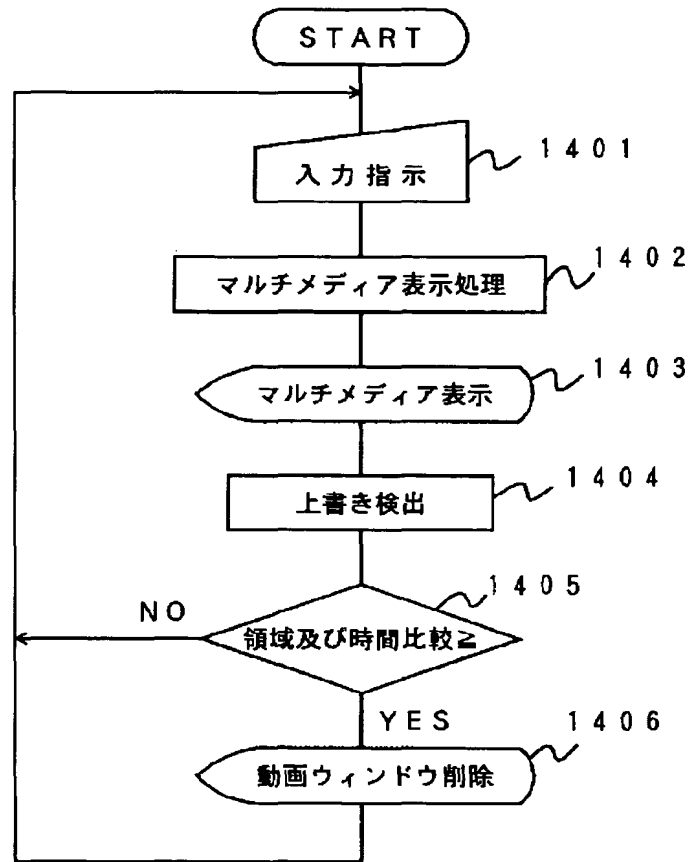 START
入力指示
1401
マルチメディア表示処理
1402
マルチメディア表示
1403
上書き検出
1404
領域及び時間比較≧
1405
NO
YES
動画ウィンドウ削除
1406